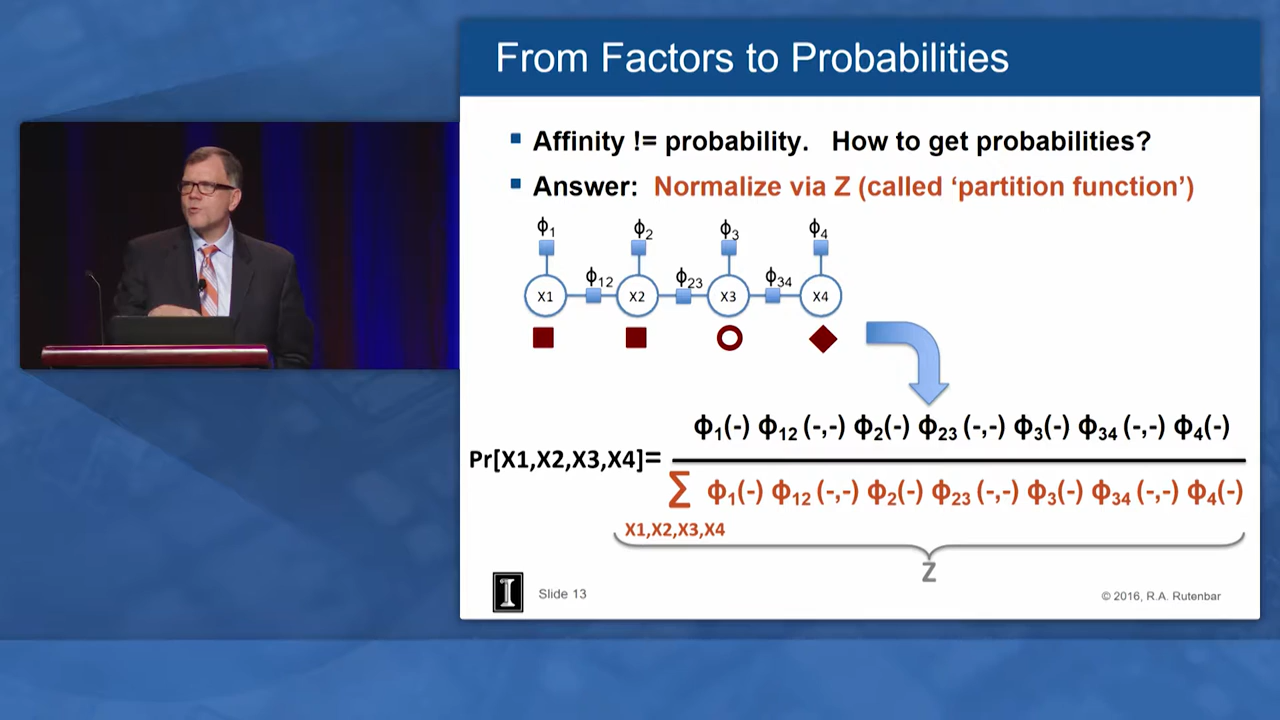 From Factors to Probabilities
Affinity != probability. How to get probabilities?
Answer: Normalize via Z (called ‘partition function’)
ϕ1 ϕ2 ϕ3 ϕ4
ϕ12 ϕ23 ϕ34
X1 X2 X3 X4
ϕ1(-) ϕ12 (-,-) ϕ2(-) ϕ23 (-,-) ϕ3(-) ϕ34 (-,-) ϕ4(-)
Pr[X1,X2,X3,X4]=
∑ ϕ1(-) ϕ12 (-,-) ϕ2(-) ϕ23 (-,-) ϕ3(-) ϕ34 (-,-) ϕ4(-)
X1,X2,X3,X4
Z
I
Slide 13
© 2016, R.A. Rutenbar